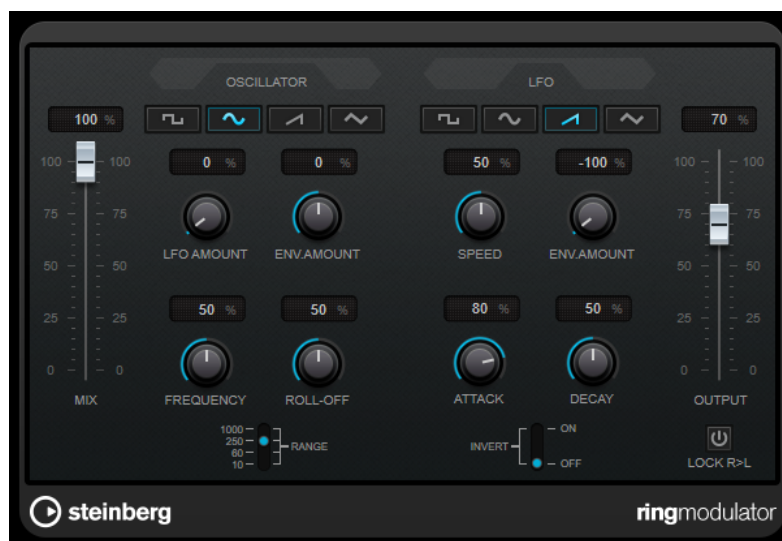 OSCILLATOR
LFO
100 %
70 %
0 %
0 %
50 %
-100 %
100 100
75 75
50 50
25 25
0 0
100 100
75 75
50 50
25 25
0 0
LFO AMOUNT
ENV.AMOUNT
SPEED
ENV.AMOUNT
50 %
50 %
80 %
50 %
MIX
FREQUENCY
ROLL-OFF
ATTACK
DECAY
OUTPUT
1000
250
60
10
RANGE
INVERT
ON
OFF
LOCK R>L
steinberg
ringmodulator